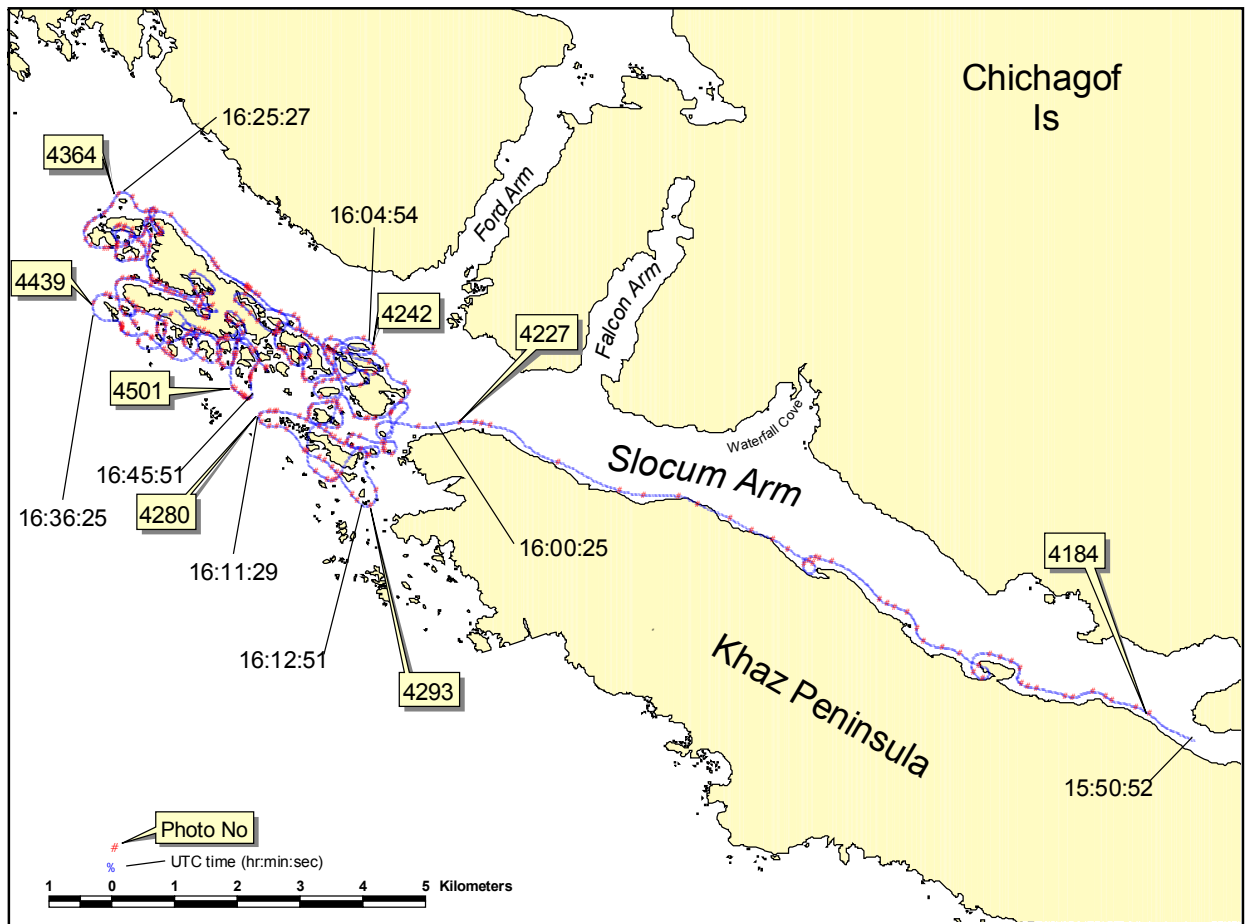 Chichagof
Is
16:25:27
4364
Ford Arm
16:04:54
4439
Falcon Arm
4242
4227
4501
Waterfall Cove
Slocum Arm
16:45:51
4280
16:36:25
16:00:25
4184
16:11:29
16:12:51
4293
Khaz Peninsula
15:50:52
Photo No
#
% UTC time (hr:min:sec)
1 0 1 2 3 4 5 Kilometers